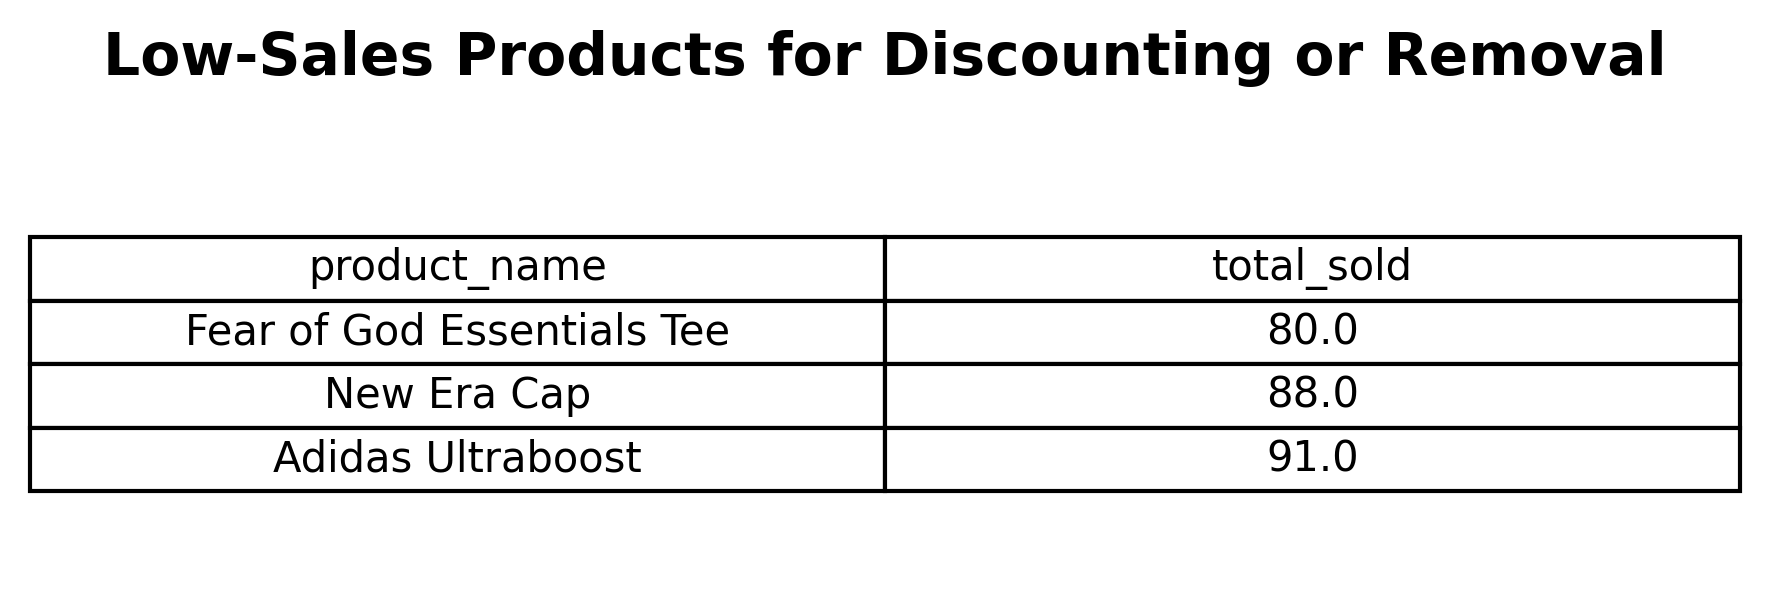 Low-Sales Products for Discounting or Removal
product_name total_sold
Fear of God Essentials Tee 80.0
New Era Cap 88.0
Adidas Ultraboost 91.0